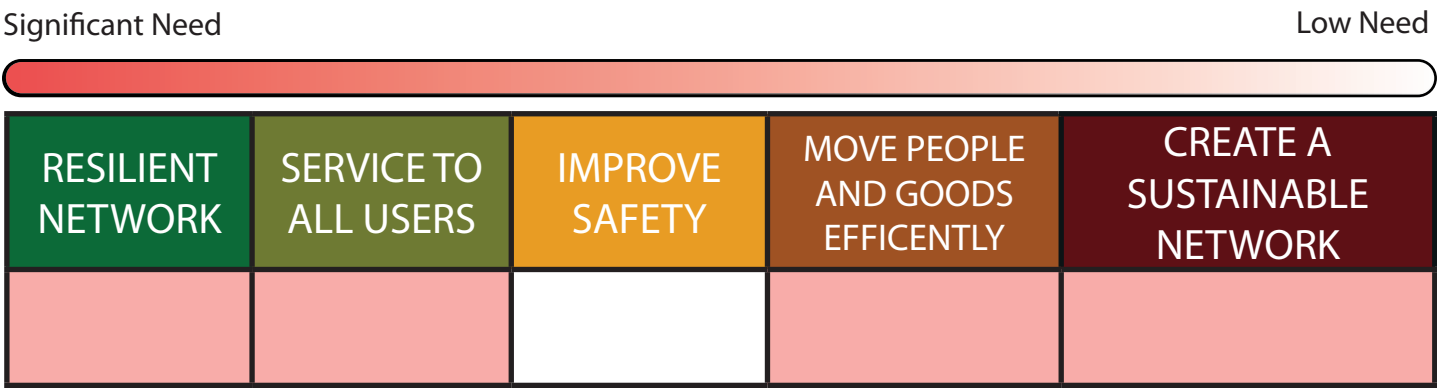 Significant Need
Low Need
RESILIENT
NETWORK
SERVICE TO
ALL USERS
IMPROVE
SAFETY
MOVE PEOPLE
AND GOODS
EFFICENTLY
CREATE A
SUSTAINABLE
NETWORK